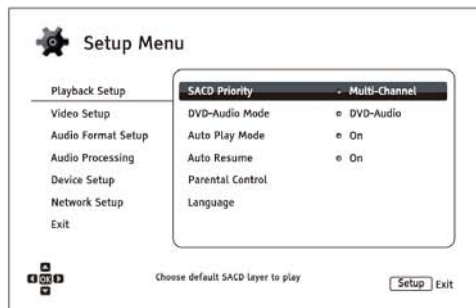 Setup Menu
Playback Setup
SACD Priority Multi-Channel
Video Setup
DVD-Audio Mode DVD-Audio
Audio Format Setup
Auto Play Mode On
Audio Processing
Auto Resume On
Device Setup
Parental Control
Network Setup
Language
Exit
OK
Choose default SACD layer to play
Setup Exit